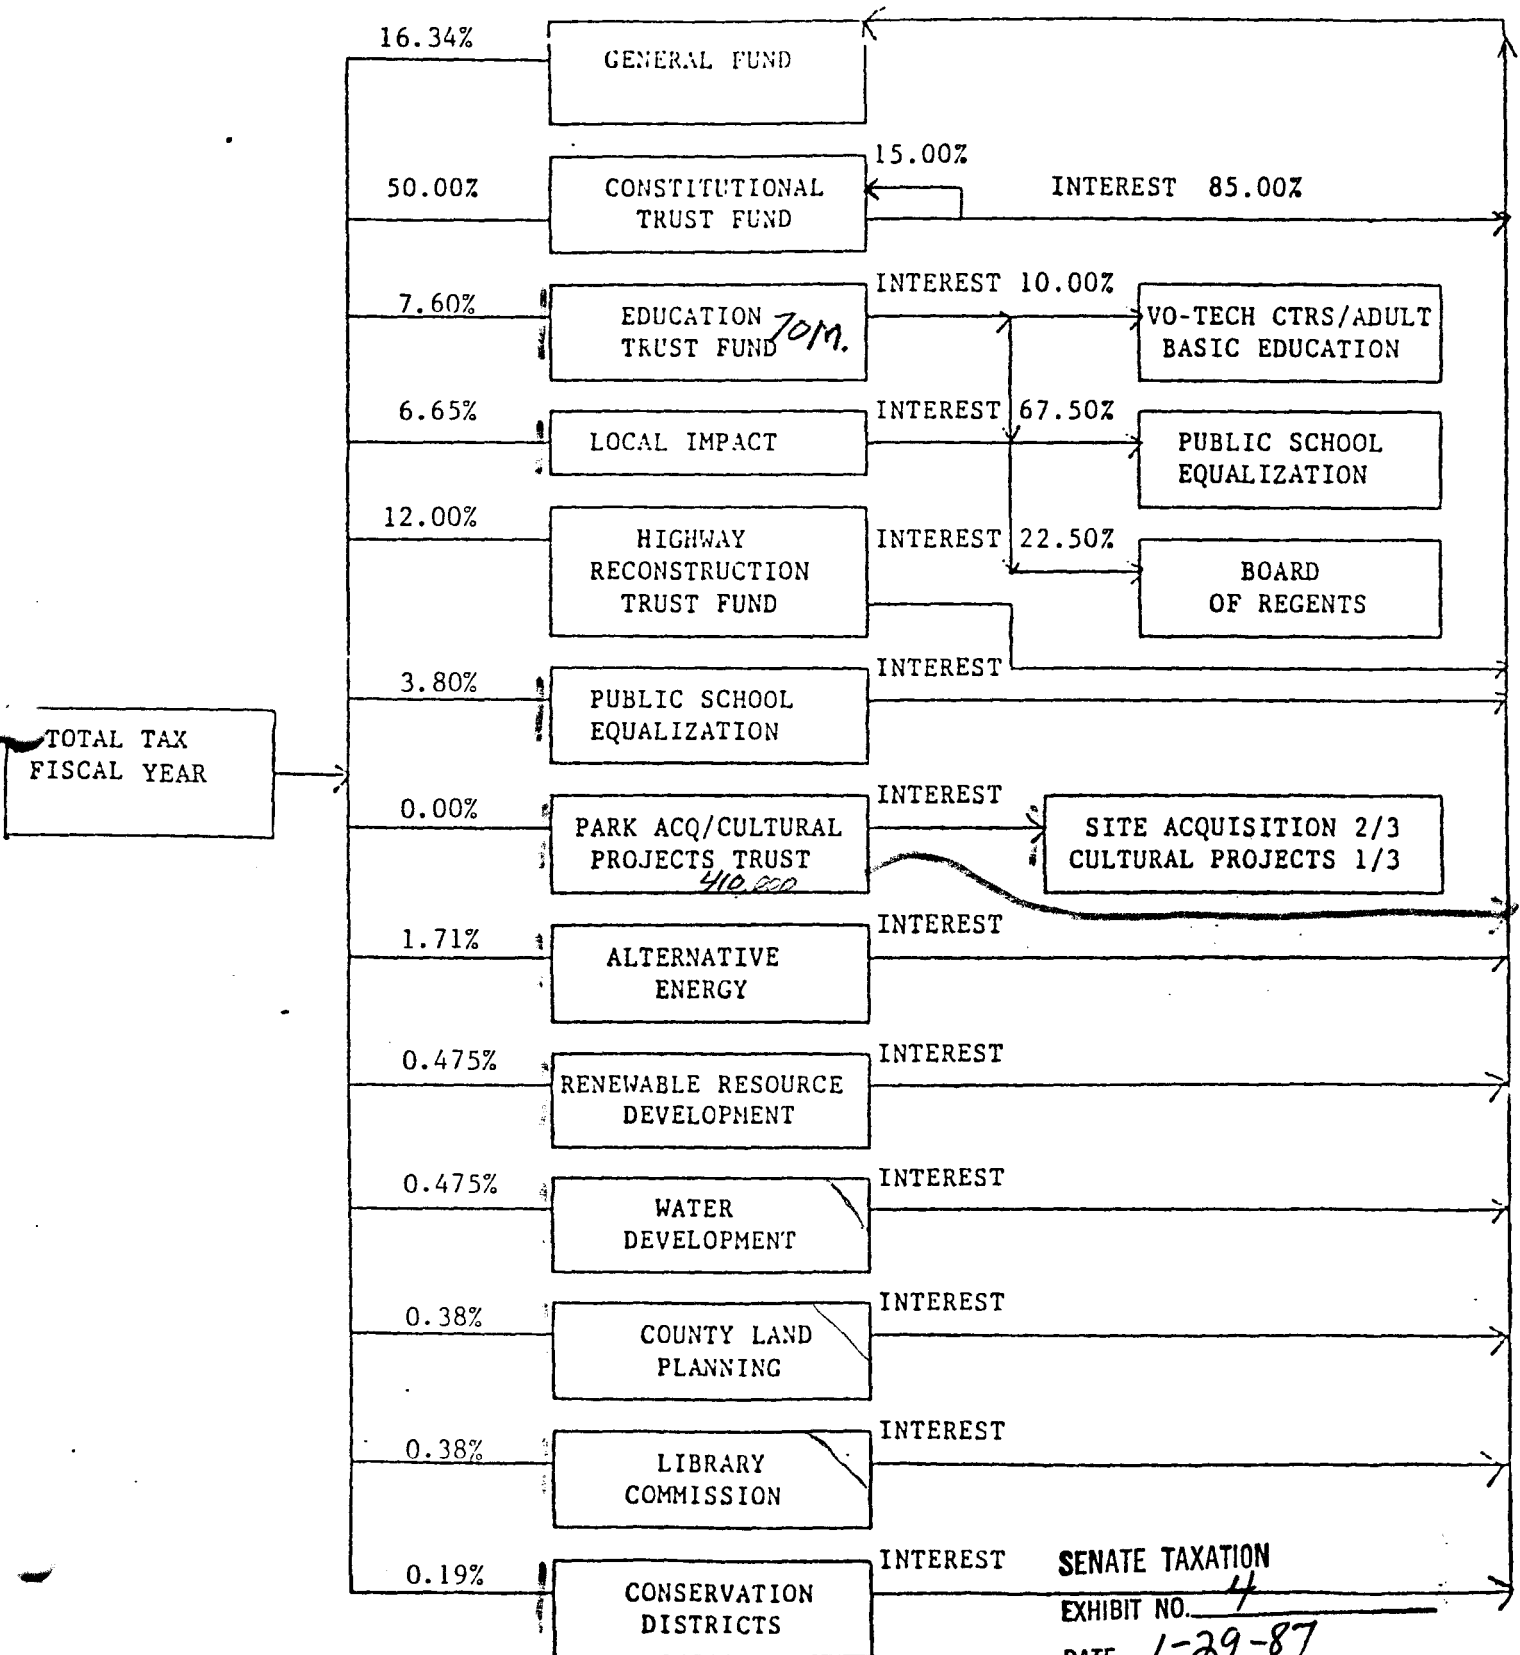 16.34%
GENERAL FUND
15.00%
50.00%
CONSTITUTIONAL
TRUST FUND
INTEREST 85.00%
7.60%
EDUCATION
TRUST FUND
70M.
INTEREST 10.00%
VO-TECH CTRS/ADULT
BASIC EDUCATION
6.65%
LOCAL IMPACT
INTEREST 67.50%
PUBLIC SCHOOL
EQUALIZATION
12.00%
HIGHWAY
RECONSTRUCTION
TRUST FUND
INTEREST 22.50%
BOARD
OF REGENTS
INTEREST
3.80%
PUBLIC SCHOOL
EQUALIZATION
TOTAL TAX
FISCAL YEAR
0.00%
PARK ACQ/CULTURAL
PROJECTS TRUST
410,000
INTEREST
SITE ACQUISITION 2/3
CULTURAL PROJECTS 1/3
1.71%
ALTERNATIVE
ENERGY
INTEREST
0.475%
RENEWABLE RESOURCE
DEVELOPMENT
INTEREST
0.475%
WATER
DEVELOPMENT
INTEREST
0.38%
COUNTY LAND
PLANNING
INTEREST
0.38%
LIBRARY
COMMISSION
INTEREST
0.19%
CONSERVATION
DISTRICTS
INTEREST
SENATE TAXATION
EXHIBIT NO. 4
DATE 1-29-87